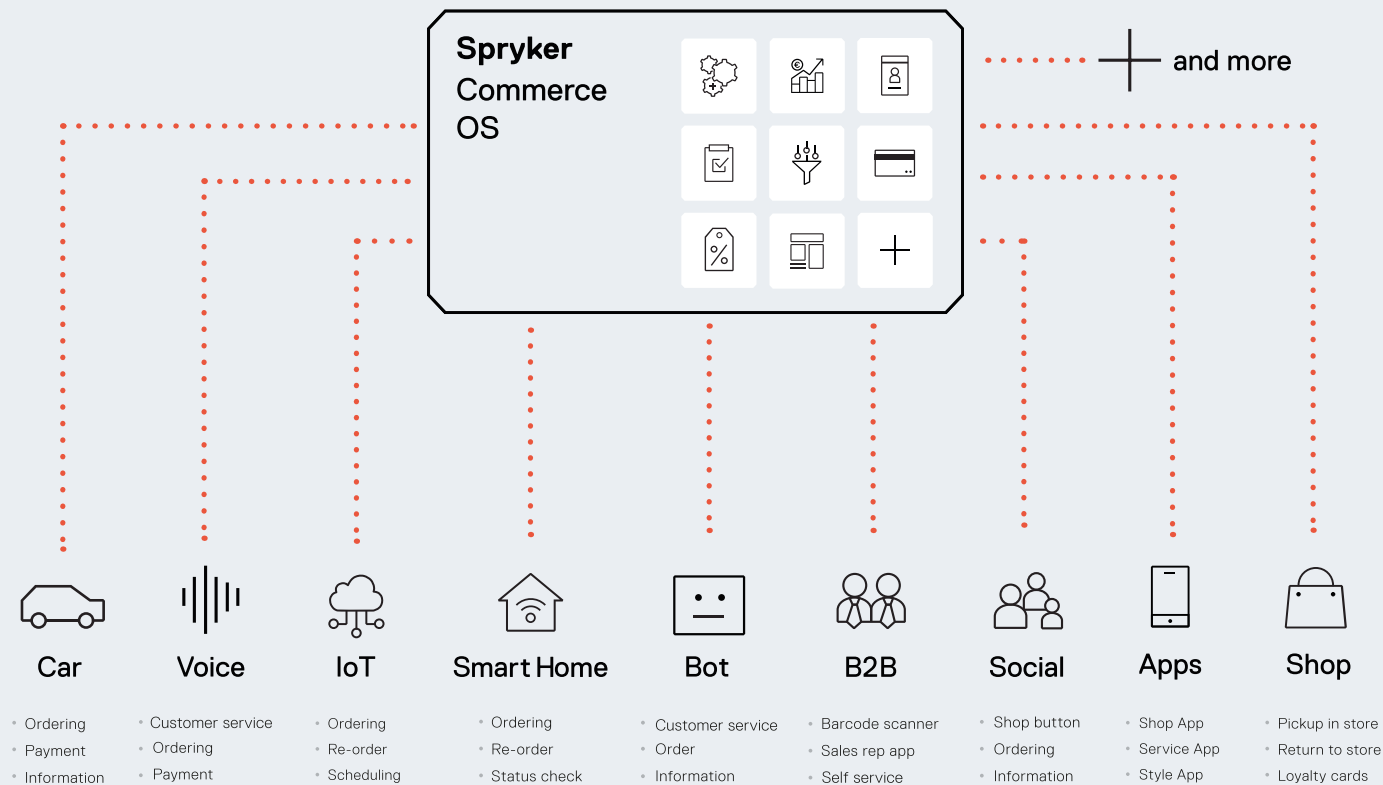 Spryker
Commerce
OS
and more
Car
Ordering
Payment
Information
Voice
Customer service
Ordering
Payment
IoT
Ordering
Re-order
Scheduling
Smart Home
Ordering
Re-order
Status check
Bot
Customer service
Order
Information
B2B
Barcode scanner
Sales rep app
Self service
Social
Shop button
Ordering
Information
Apps
Shop App
Service App
Style App
Shop
Pickup in store
Return to store
Loyalty cards